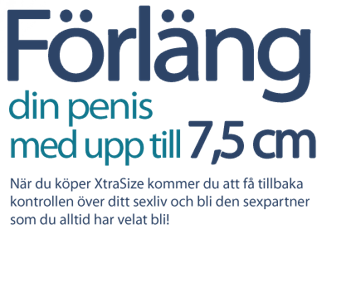 Förläng
din penis
med upp till 7,5 cm
När du köper XtraSize kommer du att få tillbaka
kontrollen över ditt sexliv och bli den sexpartner
som du alltid har velat bli!